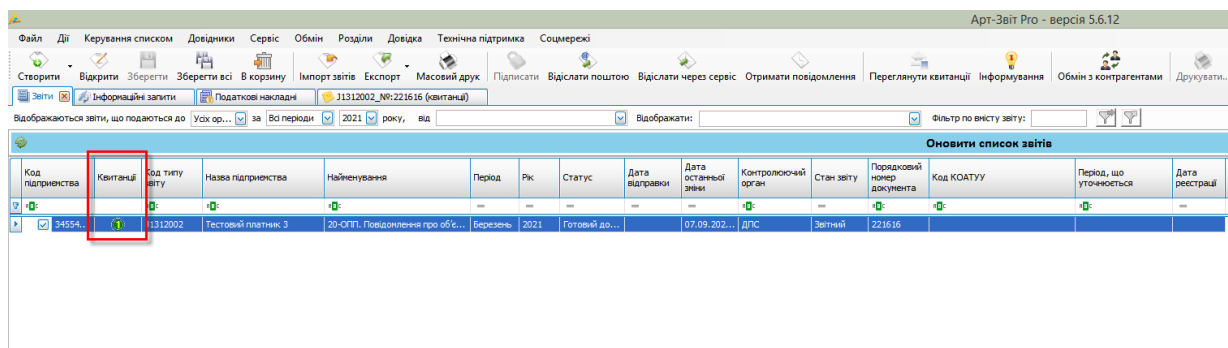 Арт-Звіт Pro - версія 5.6.12
Файл Дії Керування списком Довідники Сервіс Обмін Розділи Довідка Технічна підтримка Соцмережі
Створити Відкрити Зберегти Зберегти всі В корзину Імпорт звітів Експорт Масовий друк Підписати Відіслати поштою Відіслати через сервіс Отримати повідомлення Переглянути квитанції Інформування Обмін з контрагентами Друкувати...
Звіти Інформаційні запити Податкові накладні J1312002_№:221616 (квитанції)
Відображаються звіти, що подаються до Усіх ор... за Всі періоди 2021 року, від Відображати: Фільтр по вмісту звіту:
Оновити список звітів
Код підприємства Квитанції Код типу звіту Назва підприємства Найменування Період Рік Статус Дата відправки Дата останньої зміни Контролюючий орган Стан звіту Порядковий номер документа Код КОАТУУ Період, що уточнюється Дата реєстрації
34554... 1 J1312002 Тестовий платник 3 20-ОПП. Повідомлення про об'є... Березень 2021 Готовий до... 07.09.202... ДПС Звітний 221616